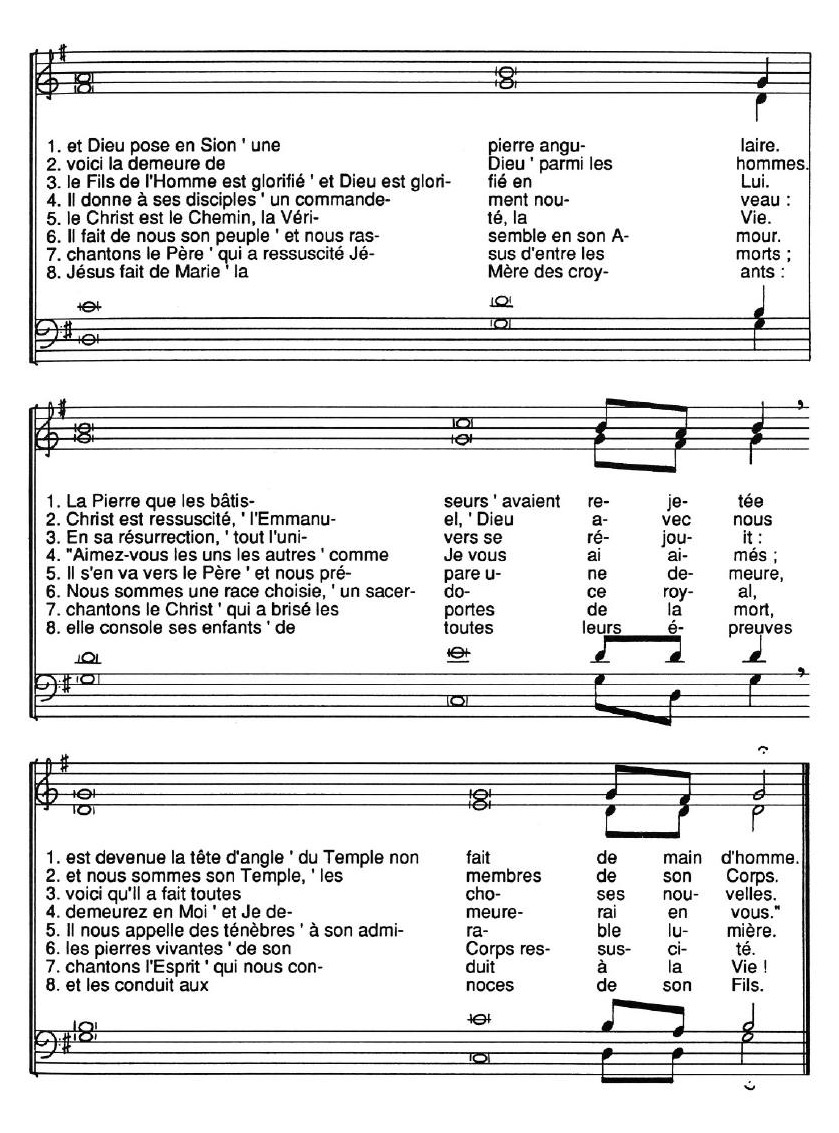 1. et Dieu pose en Sion ' une pierre angu- laire.
2. voici la demeure de Dieu ' parmi les hommes.
3. le Fils de l'Homme est glorifié ' et Dieu est glori- fié en Lui.
4. Il donne à ses disciples ' un commande- ment nou- veau :
5. le Christ est le Chemin, la Véri- té, la Vie.
6. Il fait de nous son peuple ' et nous ras- semble en son A- mour.
7. chantons le Père ' qui a ressuscité Jé- sus d'entre les morts ;
8. Jésus fait de Marie ' la Mère des croy- ants :
1. La Pierre que les bâtis- seurs ' avaient re- je- tée
2. Christ est ressuscité, ' l'Emmanu- el, ' Dieu a- vec nous
3. En sa résurrection, ' tout l'uni- vers se ré- jou- it :
4. "Aimez-vous les uns les autres ' comme Je vous ai ai- més ;
5. Il s'en va vers le Père ' et nous pré- pare u- ne de- meure,
6. Nous sommes une race choisie, ' un sacer- do- ce roy- al,
7. chantons le Christ ' qui a brisé les portes de la mort,
8. elle console ses enfants ' de toutes leurs é- preuves
1. est devenue la tête d'angle ' du Temple non fait de main d'homme.
2. et nous sommes son Temple, ' les membres de son Corps.
3. voici qu'Il a fait toutes cho- ses nou- velles.
4. demeurez en Moi ' et Je de- meure- rai en vous."
5. Il nous appelle des ténèbres ' à son admi- ra- ble lu- mière.
6. les pierres vivantes ' de son Corps res- sus- ci- té.
7. chantons l'Esprit ' qui nous con- duit à la Vie !
8. et les conduit aux noces de son Fils.